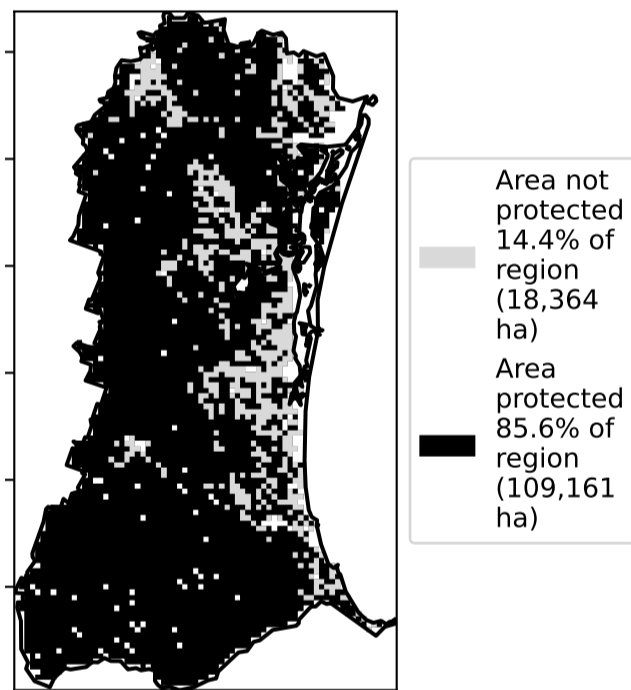 Area not
protected
14.4% of
region
(18,364
ha)
Area
protected
85.6% of
region
(109,161
ha)